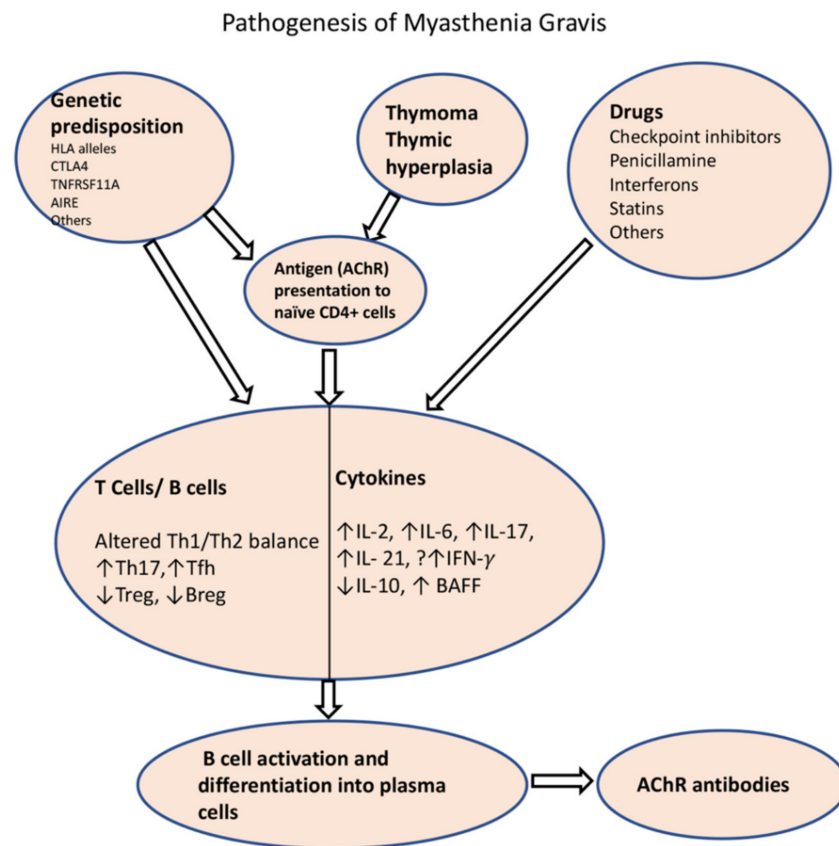 Pathogenesis of Myasthenia Gravis
Genetic
predisposition
HLA alleles
CTLA4
TNFRSF11A
AIRE
Others
Thymoma
Thymic
hyperplasia
Drugs
Checkpoint inhibitors
Penicillamine
Interferons
Statins
Others
Antigen (AChR)
presentation to
naïve CD4+ cells
T Cells/ B cells
Altered Th1/Th2 balance
↑Th17,↑Tfh
↓Treg, ↓Breg
Cytokines
↑IL-2, ↑IL-6, ↑IL-17,
↑IL- 21, ?↑IFN-γ
↓IL-10, ↑ BAFF
B cell activation and
differentiation into plasma
cells
AChR antibodies